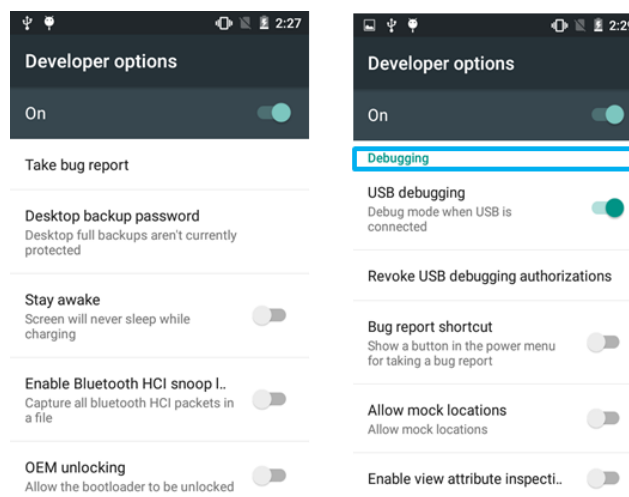 2:27
Developer options
On
Take bug report
Desktop backup password
Desktop full backups aren't currently
protected
Stay awake
Screen will never sleep while
charging
Enable Bluetooth HCI snoop l..
Capture all bluetooth HCI packets in
a file
OEM unlocking
Allow the bootloader to be unlocked
2:29
Developer options
On
Debugging
USB debugging
Debug mode when USB is
connected
Revoke USB debugging authorizations
Bug report shortcut
Show a button in the power menu
for taking a bug report
Allow mock locations
Allow mock locations
Enable view attribute inspecti..